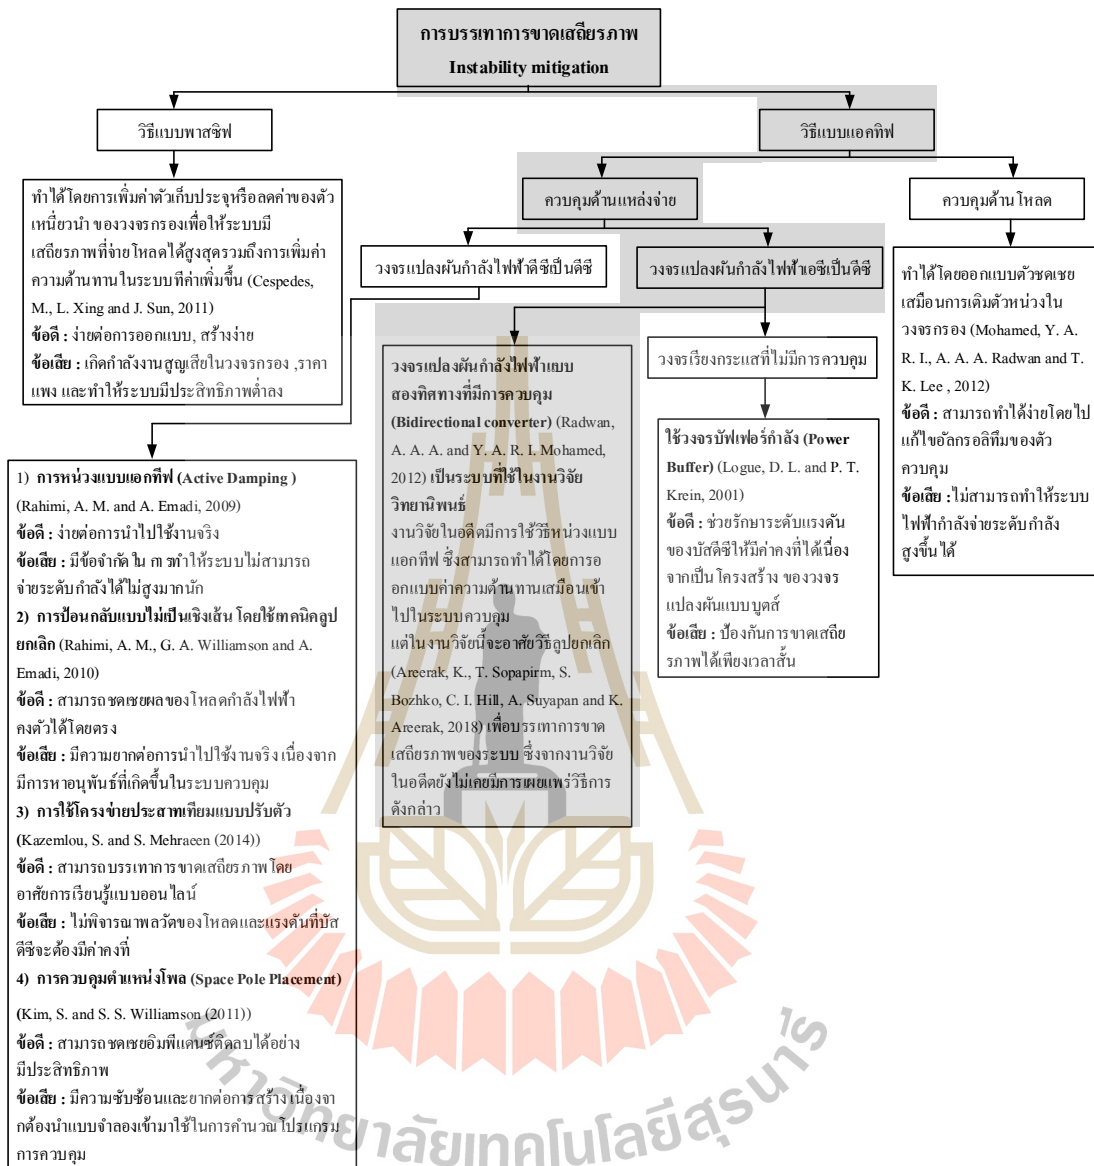 การบรรเทาการขาดเสถียรภาพ
Instability mitigation
วิธีแบบพาสซิฟ
วิธีแบบแอคทิฟ
ทำได้โดยการเพิ่มค่าตัวเก็บประจุหรือลดค่าของตัว
เหนี่ยวนำ ของวงจรกรองเพื่อให้ระบบมี
เสถียรภาพที่จ่ายโหลดได้สูงสุดรวมถึงการเพิ่มค่า
ความต้านทานในระบบที่ค่าเพิ่มขึ้น (Cespedes,
M., L. Xing and J. Sun, 2011)
ข้อดี : ง่ายต่อการออกแบบ, สร้างง่าย
ข้อเสีย : เกิดกำลังงานสูญเสียในวงจรกรอง ,ราคา
แพง และทำให้ระบบมีประสิทธิภาพต่ำลง
ควบคุมด้านแหล่งจ่าย
ควบคุมด้านโหลด
วงจรแปลงผันกำลังไฟฟ้าดีซีเป็นดีซี
วงจรแปลงผันกำลังไฟฟ้าเอซีเป็นดีซี
ทำได้โดยออกแบบตัวชดเชย
เสมือนการเติมตัวหน่วงใน
วงจรกรอง (Mohamed, Y. A.
R. I., A. A. A. Radwan and T.
K. Lee , 2012)
ข้อดี : สามารถทำได้ง่ายโดยไป
แก้ไขอัลกรอลิทึมของตัว
ควบคุม
ข้อเสีย : ไม่สามารถทำให้ระบบ
ไฟฟ้ากำลังจ่ายระดับกำลัง
สูงขึ้นได้
วงจรแปลงผันกำลังไฟฟ้าแบบ
สองทิศทางที่มีการควบคุม
(Bidirectional converter) (Radwan,
A. A. A. and Y. A. R. I. Mohamed,
2012) เป็นระบบที่ใช้ในงานวิจัย
วิทยานิพนธ์
งานวิจัยในอดีตมีการใช้วิธีหน่วงแบบ
แอกทีฟ ซึ่งสามารถทำได้โดยการอ
อกแบบค่าความต้านทานเสมือนเข้า
ไปในระบบควบคุม
แต่ในงานวิจัยนี้จะอาศัยวิธีลูปยกเลิก
(Areerak, K., T. Sopapirm, S.
Bozhko, C. I. Hill, A. Suyapan and K.
Areerak, 2018) เพื่อบรรเทาการขาด
เสถียรภาพของระบบ ซึ่งจากงานวิจัย
ในอดีตยังไม่เคยมีการเผยแพร่วิธีการ
ดังกล่าว
วงจรเรียงกระแสที่ไม่มีการควบคุม
ใช้วงจรบัฟเฟอร์กำลัง (Power
Buffer) (Logue, D. L. and P. T.
Krein, 2001)
ข้อดี : ช่วยรักษาระดับแรงดัน
ของบัสดีซีให้มีค่าคงที่ได้เนื่อง
จากเป็นโครงสร้าง ของวงจร
แปลงผันแบบบูตส์
ข้อเสีย : ป้องกันการขาดเสถีย
รภาพได้เพียงเวลาสั้น
1) การหน่วงแบบแอกทีฟ (Active Damping )
(Rahimi, A. M. and A. Emadi, 2009)
ข้อดี : ง่ายต่อการนำไปใช้งานจริง
ข้อเสีย : มีข้อจำกัดใน การทำให้ระบบไม่สามารถ
จ่ายระดับกำลังได้ไม่สูงมากนัก
2) การป้อนกลับแบบไม่เป็นเชิงเส้น โดยใช้เทคนิคลูป
ยกเลิก (Rahimi, A. M., G. A. Williamson and A.
Emadi, 2010)
ข้อดี : สามารถชดเชยผลของโหลดกำลังไฟฟ้า
คงตัวได้โดยตรง
ข้อเสีย : มีความยากต่อการนำไปใช้งานจริง เนื่องจาก
มีการหาอนุพันธ์ที่เกิดขึ้นในระบบควบคุม
3) การใช้โครงข่ายประสาทเทียมแบบปรับตัว
(Kazemlou, S. and S. Mehraeen (2014))
ข้อดี : สามารถบรรเทาการขาดเสถียรภาพโดย
อาศัยการเรียนรู้แบบออนไลน์
ข้อเสีย : ไม่พิจารณาพลวัตของโหลดและแรงดันที่บัส
ดีซีจะต้องมีค่าคงที่
4) การควบคุมตำแหน่งโพล (Space Pole Placement)
(Kim, S. and S. S. Williamson (2011))
ข้อดี : สามารถชดเชยอิมพีแดนซ์ติดลบได้อย่าง
มีประสิทธิภาพ
ข้อเสีย : มีความซับซ้อนและยากต่อการสร้าง เนื่องจา
กต้องนำแบบจำลองเข้ามาใช้ในการคำนวณโปรแกรม
การควบคุม
มหาวิทยาลัยเทคโนโลยีสุรนารี